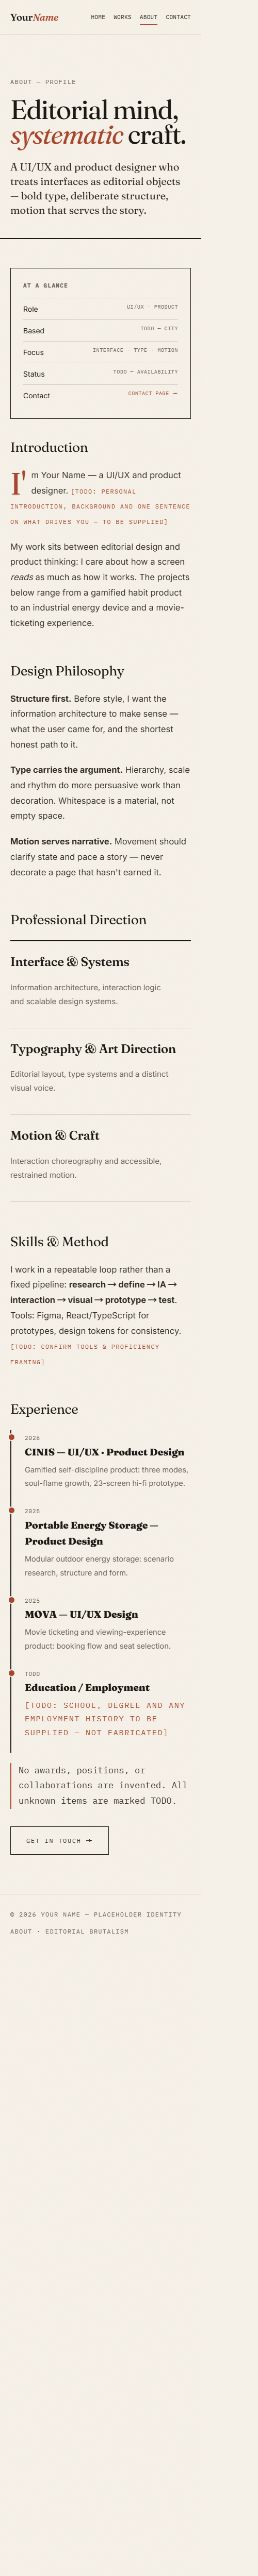 YourName
HOME WORKS ABOUT CONTACT
ABOUT — PROFILE
Editorial mind,
systematic craft.
A UI/UX and product designer who
treats interfaces as editorial objects
— bold type, deliberate structure,
motion that serves the story.
AT A GLANCE
Role UI/UX · PRODUCT
Based TODO — CITY
Focus INTERFACE · TYPE · MOTION
Status TODO — AVAILABILITY
Contact CONTACT PAGE →
Introduction
I'm Your Name — a UI/UX and product
designer. [TODO: PERSONAL
INTRODUCTION, BACKGROUND AND ONE SENTENCE
ON WHAT DRIVES YOU — TO BE SUPPLIED]
My work sits between editorial design and
product thinking: I care about how a screen
reads as much as how it works. The projects
below range from a gamified habit product
to an industrial energy device and a movie-
ticketing experience.
Design Philosophy
Structure first. Before style, I want the
information architecture to make sense —
what the user came for, and the shortest
honest path to it.
Type carries the argument. Hierarchy, scale
and rhythm do more persuasive work than
decoration. Whitespace is material, not
empty space.
Motion serves narrative. Movement should
clarify state and pace a story — never
decorate a page that hasn't earned it.
Professional Direction
Interface & Systems
Information architecture, interaction logic
and scalable design systems.
Typography & Art Direction
Editorial layout, type systems and a distinct
visual voice.
Motion & Craft
Interaction choreography and accessible,
restrained motion.
Skills & Method
I work in a repeatable loop rather than a
fixed pipeline: research → define → IA →
interaction → visual → prototype → test.
Tools: Figma, React/TypeScript for
prototypes, design tokens for consistency.
[TODO: CONFIRM TOOLS & PROFICIENCY
FRAMING]
Experience
2026
CINIS — UI/UX · Product Design
Gamified self-discipline product: three modes,
soul-flame growth, 23-screen hi-fi prototype.
2025
Portable Energy Storage —
Product Design
Modular outdoor energy storage: scenario
research, structure and form.
2025
MOVA — UI/UX Design
Movie ticketing and viewing-experience
product: booking flow and seat selection.
TODO
Education / Employment
[TODO: SCHOOL, DEGREE AND ANY
EMPLOYMENT HISTORY TO BE
SUPPLIED — NOT FABRICATED]
No awards, positions, or
collaborations are invented. All
unknown items are marked TODO.
GET IN TOUCH →
© 2026 YOUR NAME — PLACEHOLDER IDENTITY
ABOUT · EDITORIAL BRUTALISM